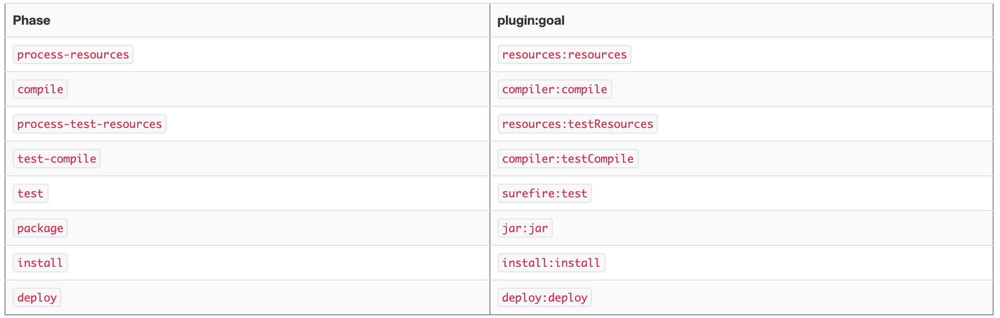 Phase plugin:goal
process-resources resources:resources
compile compiler:compile
process-test-resources resources:testResources
test-compile compiler:testCompile
test surefire:test
package jar:jar
install install:install
deploy deploy:deploy